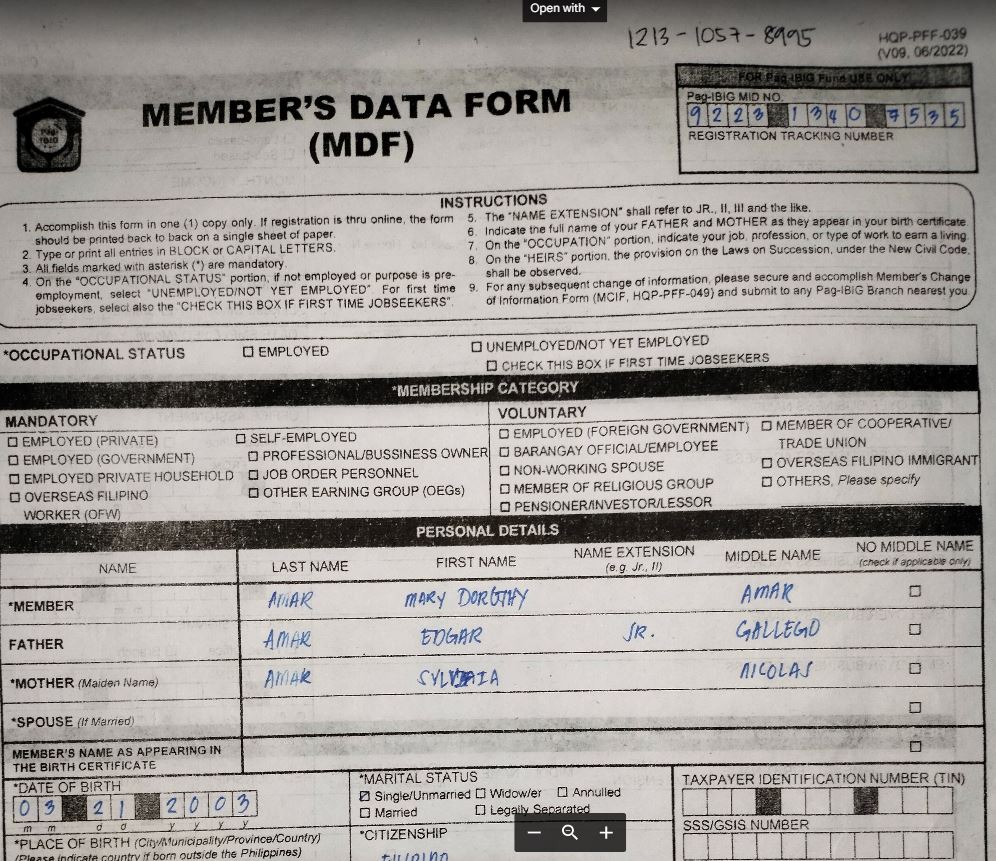 Open with
1213-1057-8995
HQP-PFF-039
(V09, 06/2022)
FOR Pag-IBIG Fund USE ONLY
Pag-IBIG MID NO.
9223 1340 7535
REGISTRATION TRACKING NUMBER
Pag-IBIG
MEMBER'S DATA FORM
(MDF)
INSTRUCTIONS
1. Accomplish this form in one (1) copy only. If registration is thru online, the form
should be printed back to back on a single sheet of paper.
2. Type or print all entries in BLOCK or CAPITAL LETTERS.
3. All fields marked with asterisk (*) are mandatory.
4. On the "OCCUPATIONAL STATUS" portion, if not employed or purpose is pre-
employment, select "UNEMPLOYED/NOT YET EMPLOYED". For first time
jobseekers, select also the "CHECK THIS BOX IF FIRST TIME JOBSEEKERS".
5. The "NAME EXTENSION" shall refer to JR., II, III and the like.
6. Indicate the full name of your FATHER and MOTHER as they appear in your birth certificate.
7. On the "OCCUPATION" portion, indicate your job, profession, or type of work to earn a living.
8. On the "HEIRS" portion, the provision on the Laws on Succession, under the New Civil Code,
shall be observed.
9. For any subsequent change of information, please secure and accomplish Member's Change
of Information Form (MCIF, HQP-PFF-049) and submit to any Pag-IBIG Branch nearest you.
*OCCUPATIONAL STATUS
☐ EMPLOYED
☐ UNEMPLOYED/NOT YET EMPLOYED
☐ CHECK THIS BOX IF FIRST TIME JOBSEEKERS
*MEMBERSHIP CATEGORY
MANDATORY
☐ EMPLOYED (PRIVATE)
☐ EMPLOYED (GOVERNMENT)
☐ EMPLOYED PRIVATE HOUSEHOLD
☐ OVERSEAS FILIPINO
WORKER (OFW)
☐ SELF-EMPLOYED
☐ PROFESSIONAL/BUSSINESS OWNER
☐ JOB ORDER PERSONNEL
☐ OTHER EARNING GROUP (OEGs)
VOLUNTARY
☐ EMPLOYED (FOREIGN GOVERNMENT)
☐ BARANGAY OFFICIAL/EMPLOYEE
☐ NON-WORKING SPOUSE
☐ MEMBER OF RELIGIOUS GROUP
☐ PENSIONER/INVESTOR/LESSOR
☐ MEMBER OF COOPERATIVE/
TRADE UNION
☐ OVERSEAS FILIPINO IMMIGRANT
☐ OTHERS, Please specify
PERSONAL DETAILS
NAME LAST NAME FIRST NAME NAME EXTENSION (e.g. Jr., II) MIDDLE NAME NO MIDDLE NAME (check if applicable only)
*MEMBER AMAR MARY DOROTHY AMAR ☐
FATHER AMAR EDGAR JR. GALLEGO ☐
*MOTHER (Maiden Name) AMAR NICOLAS ☐
*SPOUSE (If Married) ☐
MEMBER'S NAME AS APPEARING IN
THE BIRTH CERTIFICATE ☐
*DATE OF BIRTH
03 21 2003
m m d d y y y y
*PLACE OF BIRTH (City/Municipality/Province/Country)
(Please indicate country if born outside the Philippines)
*MARITAL STATUS
☑ Single/Unmarried ☐ Widow/er ☐ Annulled
☐ Married ☐ Legally Separated
*CITIZENSHIP
FILIPINO
TAXPAYER IDENTIFICATION NUMBER (TIN)
SSS/GSIS NUMBER